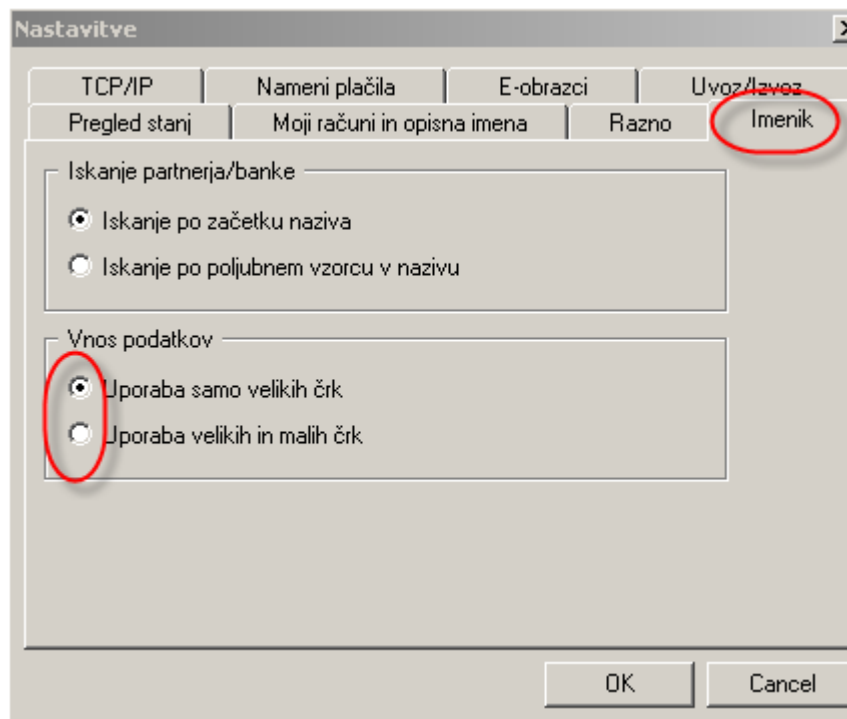 Nastavitve
TCP/IP Nameni plačila E-obrazci Uvoz/Izvoz
Pregled stanj Moji računi in opisna imena Razno Imenik
Iskanje partnerja/banke
Iskanje po začetku naziva
Iskanje po poljubnem vzorcu v nazivu
Vnos podatkov
Uporaba samo velikih črk
Uporaba velikih in malih črk
OK Cancel